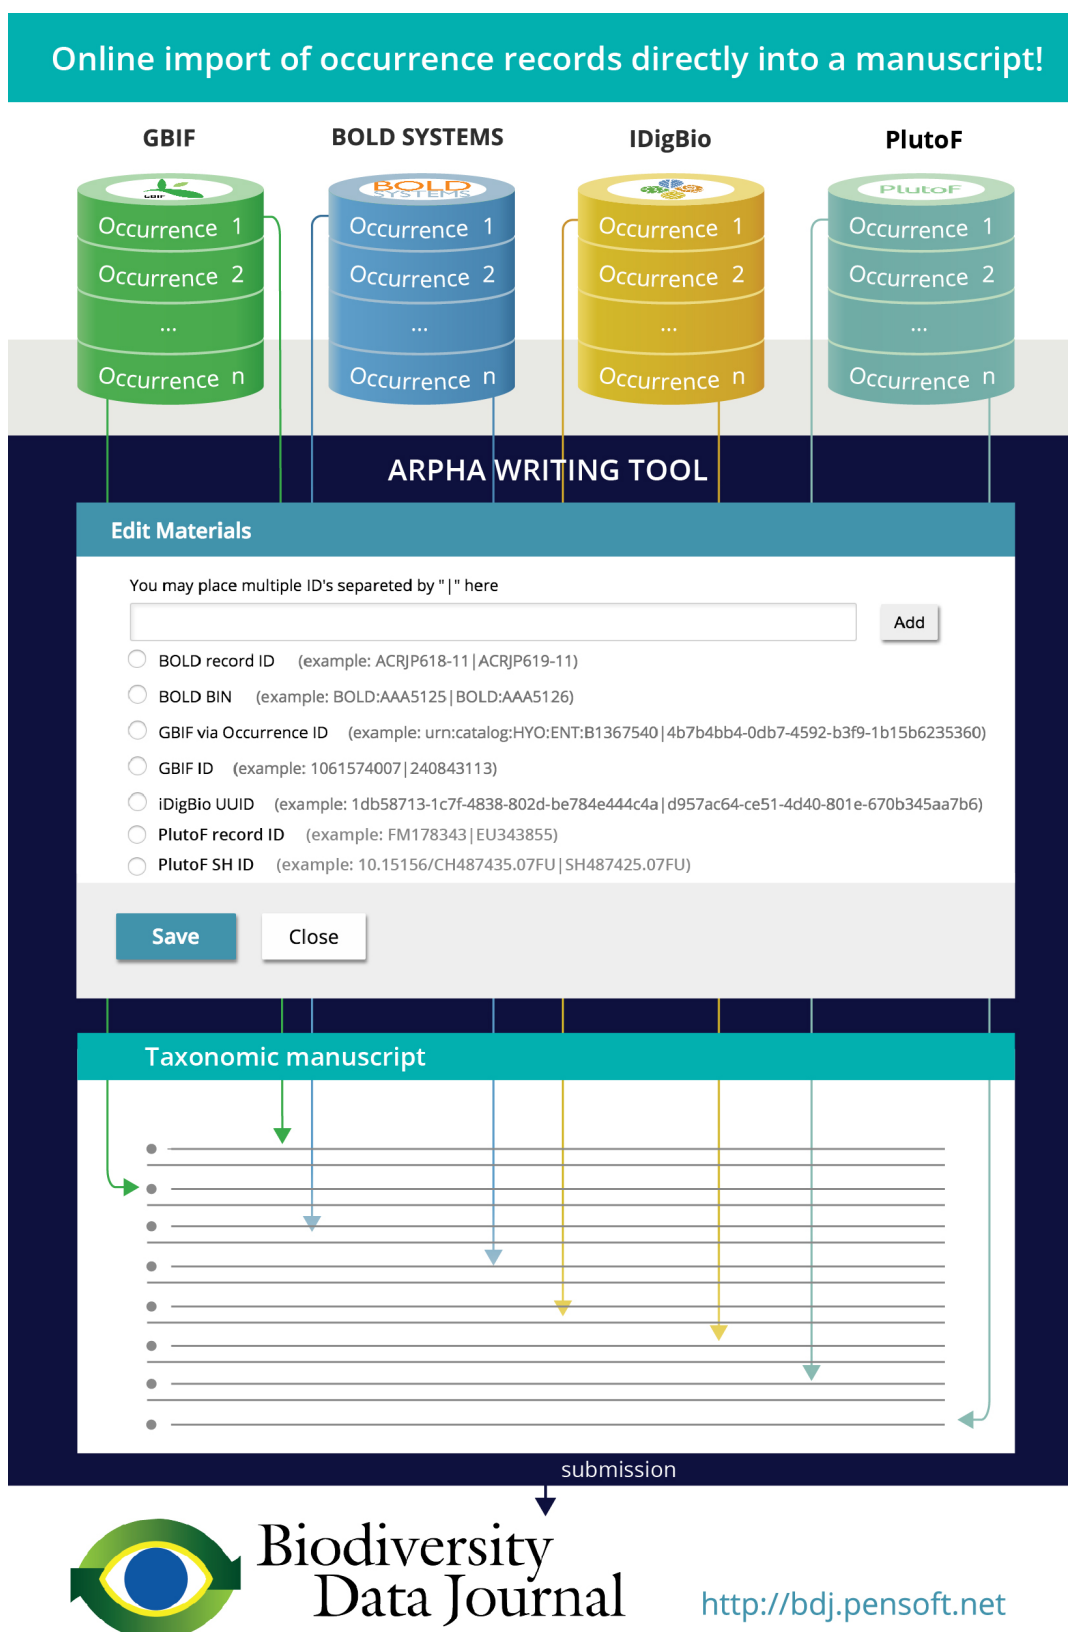 Online import of occurrence records directly into a manuscript!
GBIF
BOLD SYSTEMS
IDigBio
PlutoF
GBIF
BOLD
SYSTEMS
PlutoF
Occurrence 1
Occurrence 2
...
Occurrence n
Occurrence 1
Occurrence 2
...
Occurrence n
Occurrence 1
Occurrence 2
...
Occurrence n
Occurrence 1
Occurrence 2
...
Occurrence n
ARPHA WRITING TOOL
Edit Materials
You may place multiple ID's separeted by "|" here
Add
BOLD record ID (example: ACRJP618-11|ACRJP619-11)
BOLD BIN (example: BOLD:AAA5125|BOLD:AAA5126)
GBIF via Occurrence ID (example: urn:catalog:HYO:ENT:B1367540|4b7b4bb4-0db7-4592-b3f9-1b15b6235360)
GBIF ID (example: 1061574007|240843113)
iDigBio UUID (example: 1db58713-1c7f-4838-802d-be784e444c4a|d957ac64-ce51-4d40-801e-670b345aa7b6)
PlutoF record ID (example: FM178343|EU343855)
PlutoF SH ID (example: 10.15156/CH487435.07FU|SH487425.07FU)
Save
Close
Taxonomic manuscript
submission
Biodiversity
Data Journal
http://bdj.pensoft.net